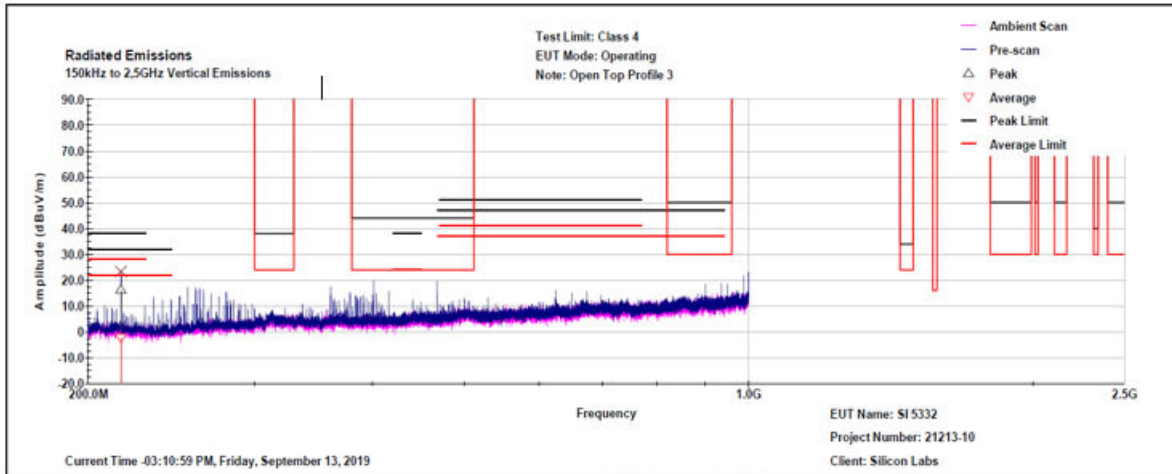 Radiated Emissions
150kHz to 2,5GHz Vertical Emissions
Test Limit: Class 4
EUT Mode: Operating
Note: Open Top Profile 3
Ambient Scan
Pre-scan
Peak
Average
Peak Limit
Average Limit
Amplitude (dBuV/m)
90.0
80.0
70.0
60.0
50.0
40.0
30.0
20.0
10.0
0
-10.0
-20.0
200.0M
1.0G
2.5G
Frequency
EUT Name: SI 5332
Project Number: 21213-10
Client: Silicon Labs
Current Time -03:10:59 PM, Friday, September 13, 2019